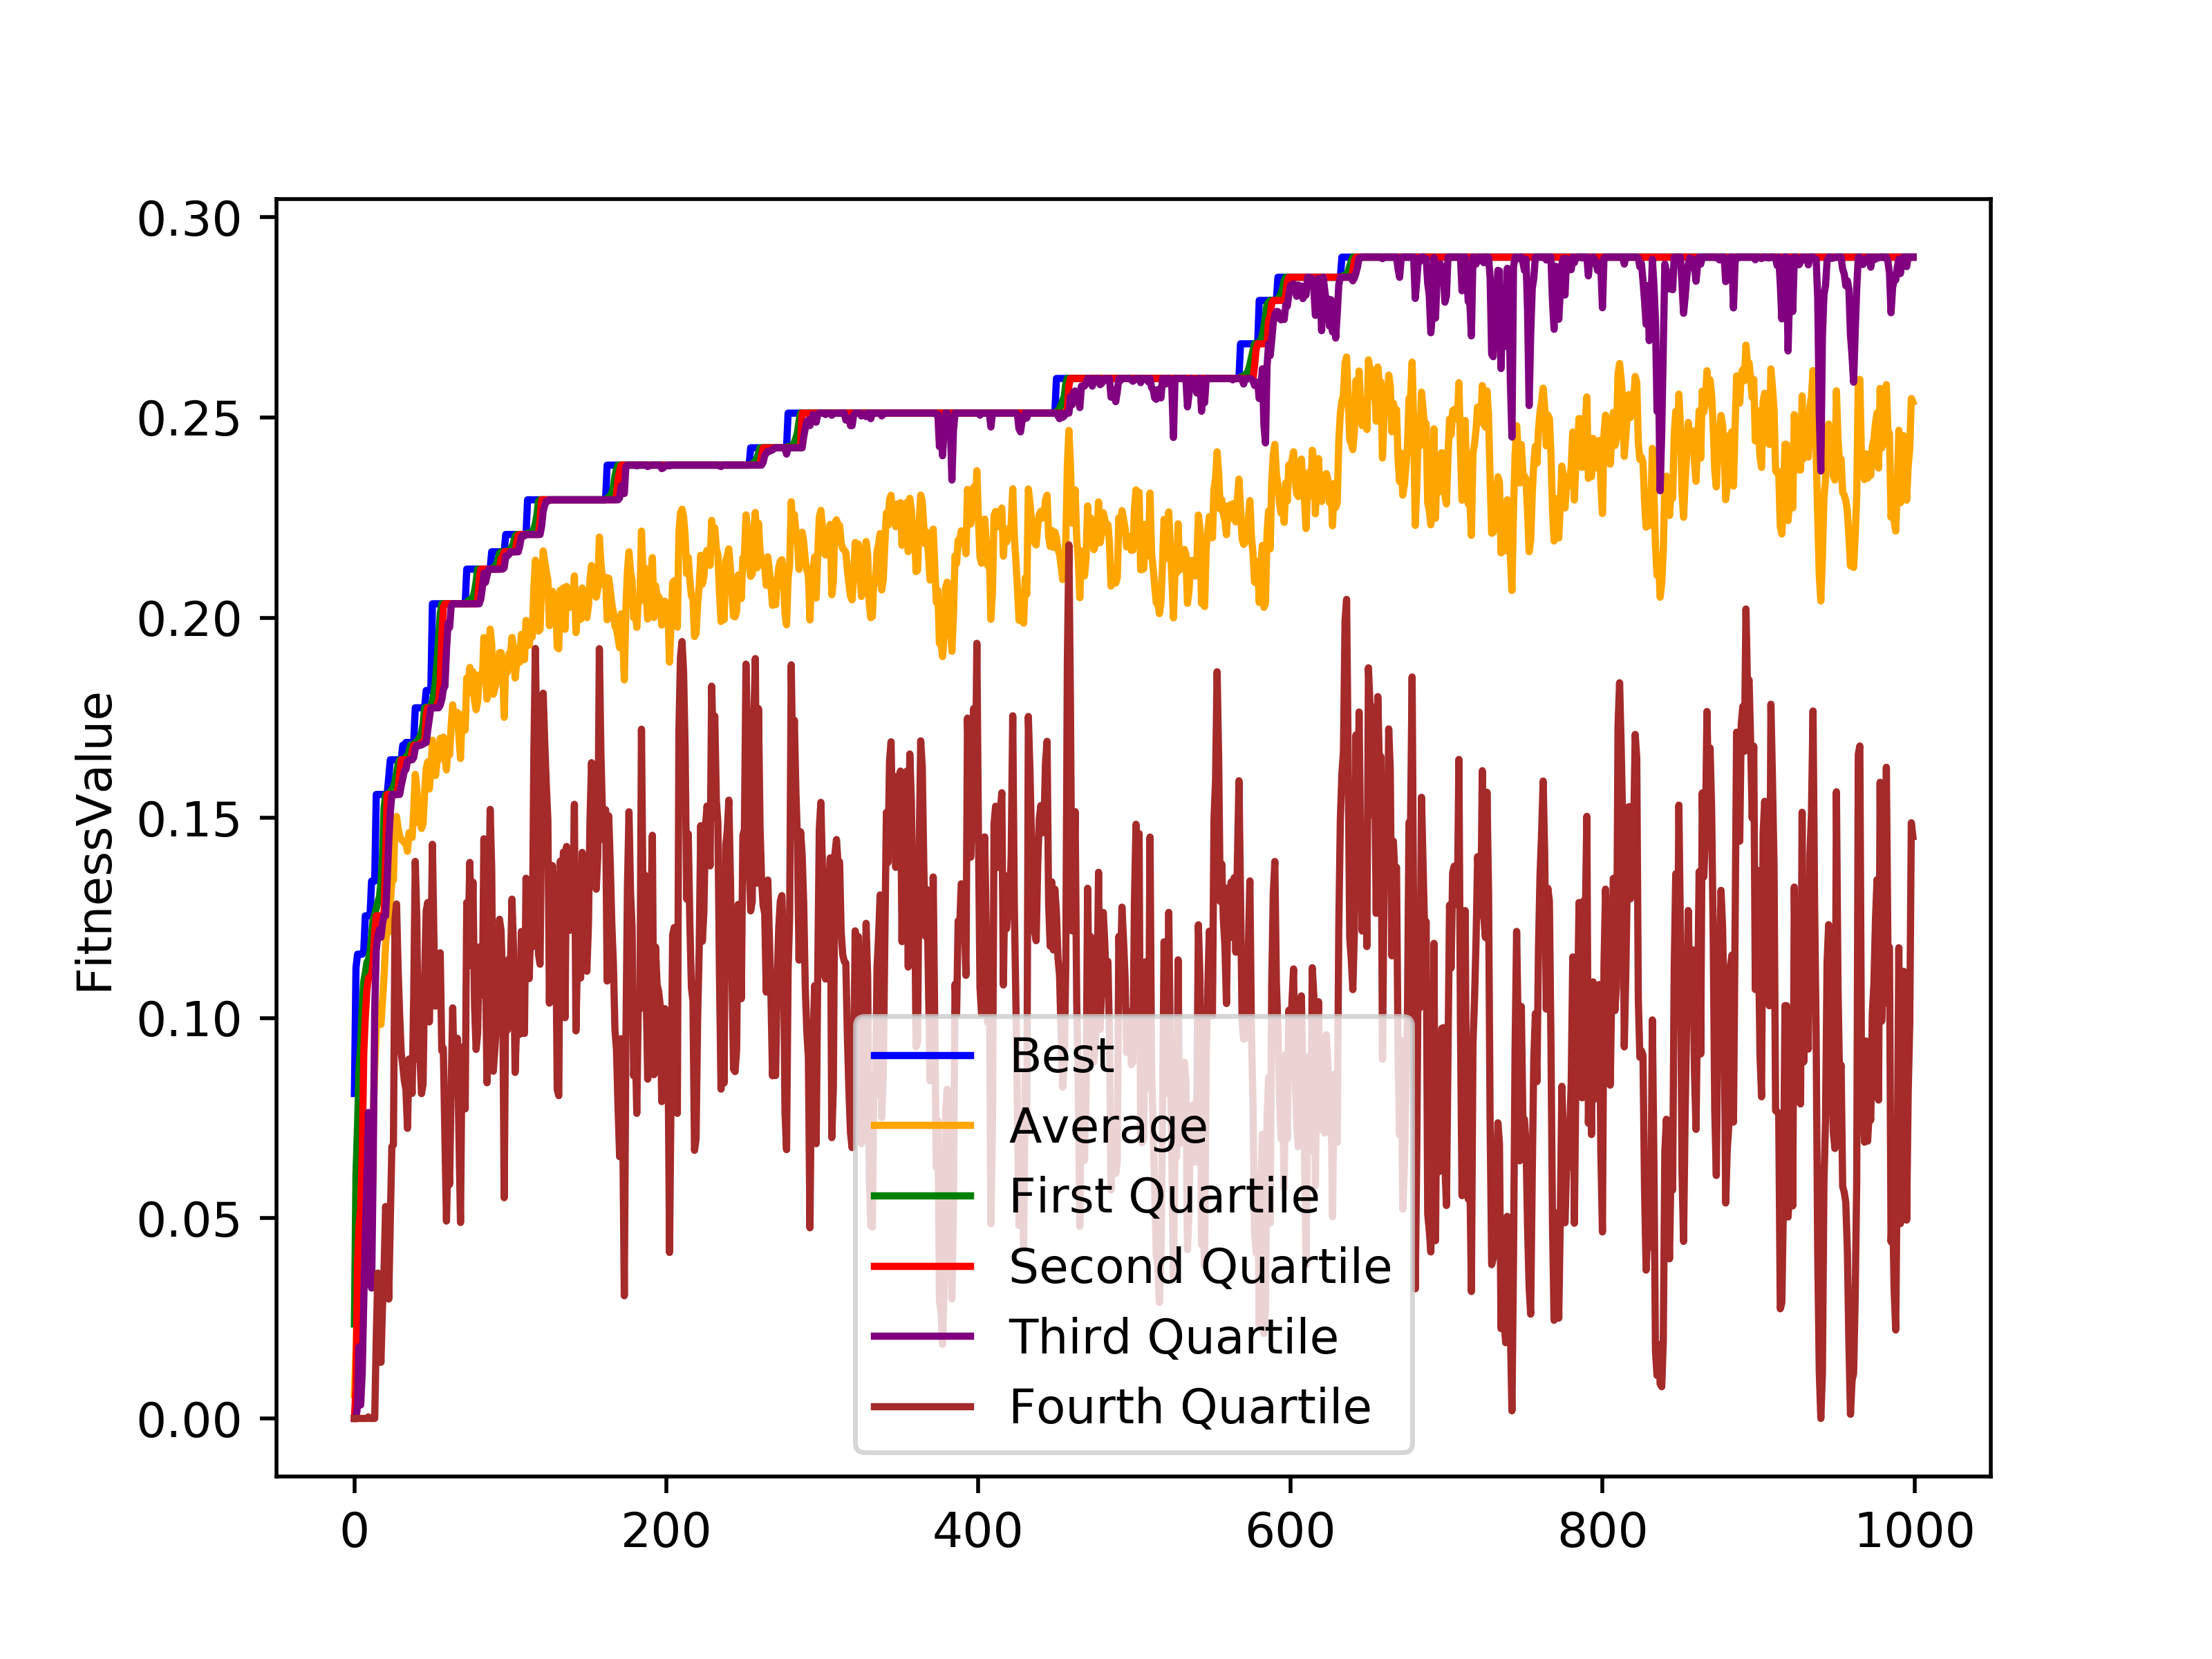 0.30
0.25
0.20
0.15
0.10
0.05
0.00
FitnessValue
Best
Average
First Quartile
Second Quartile
Third Quartile
Fourth Quartile
0 200 400 600 800 1000